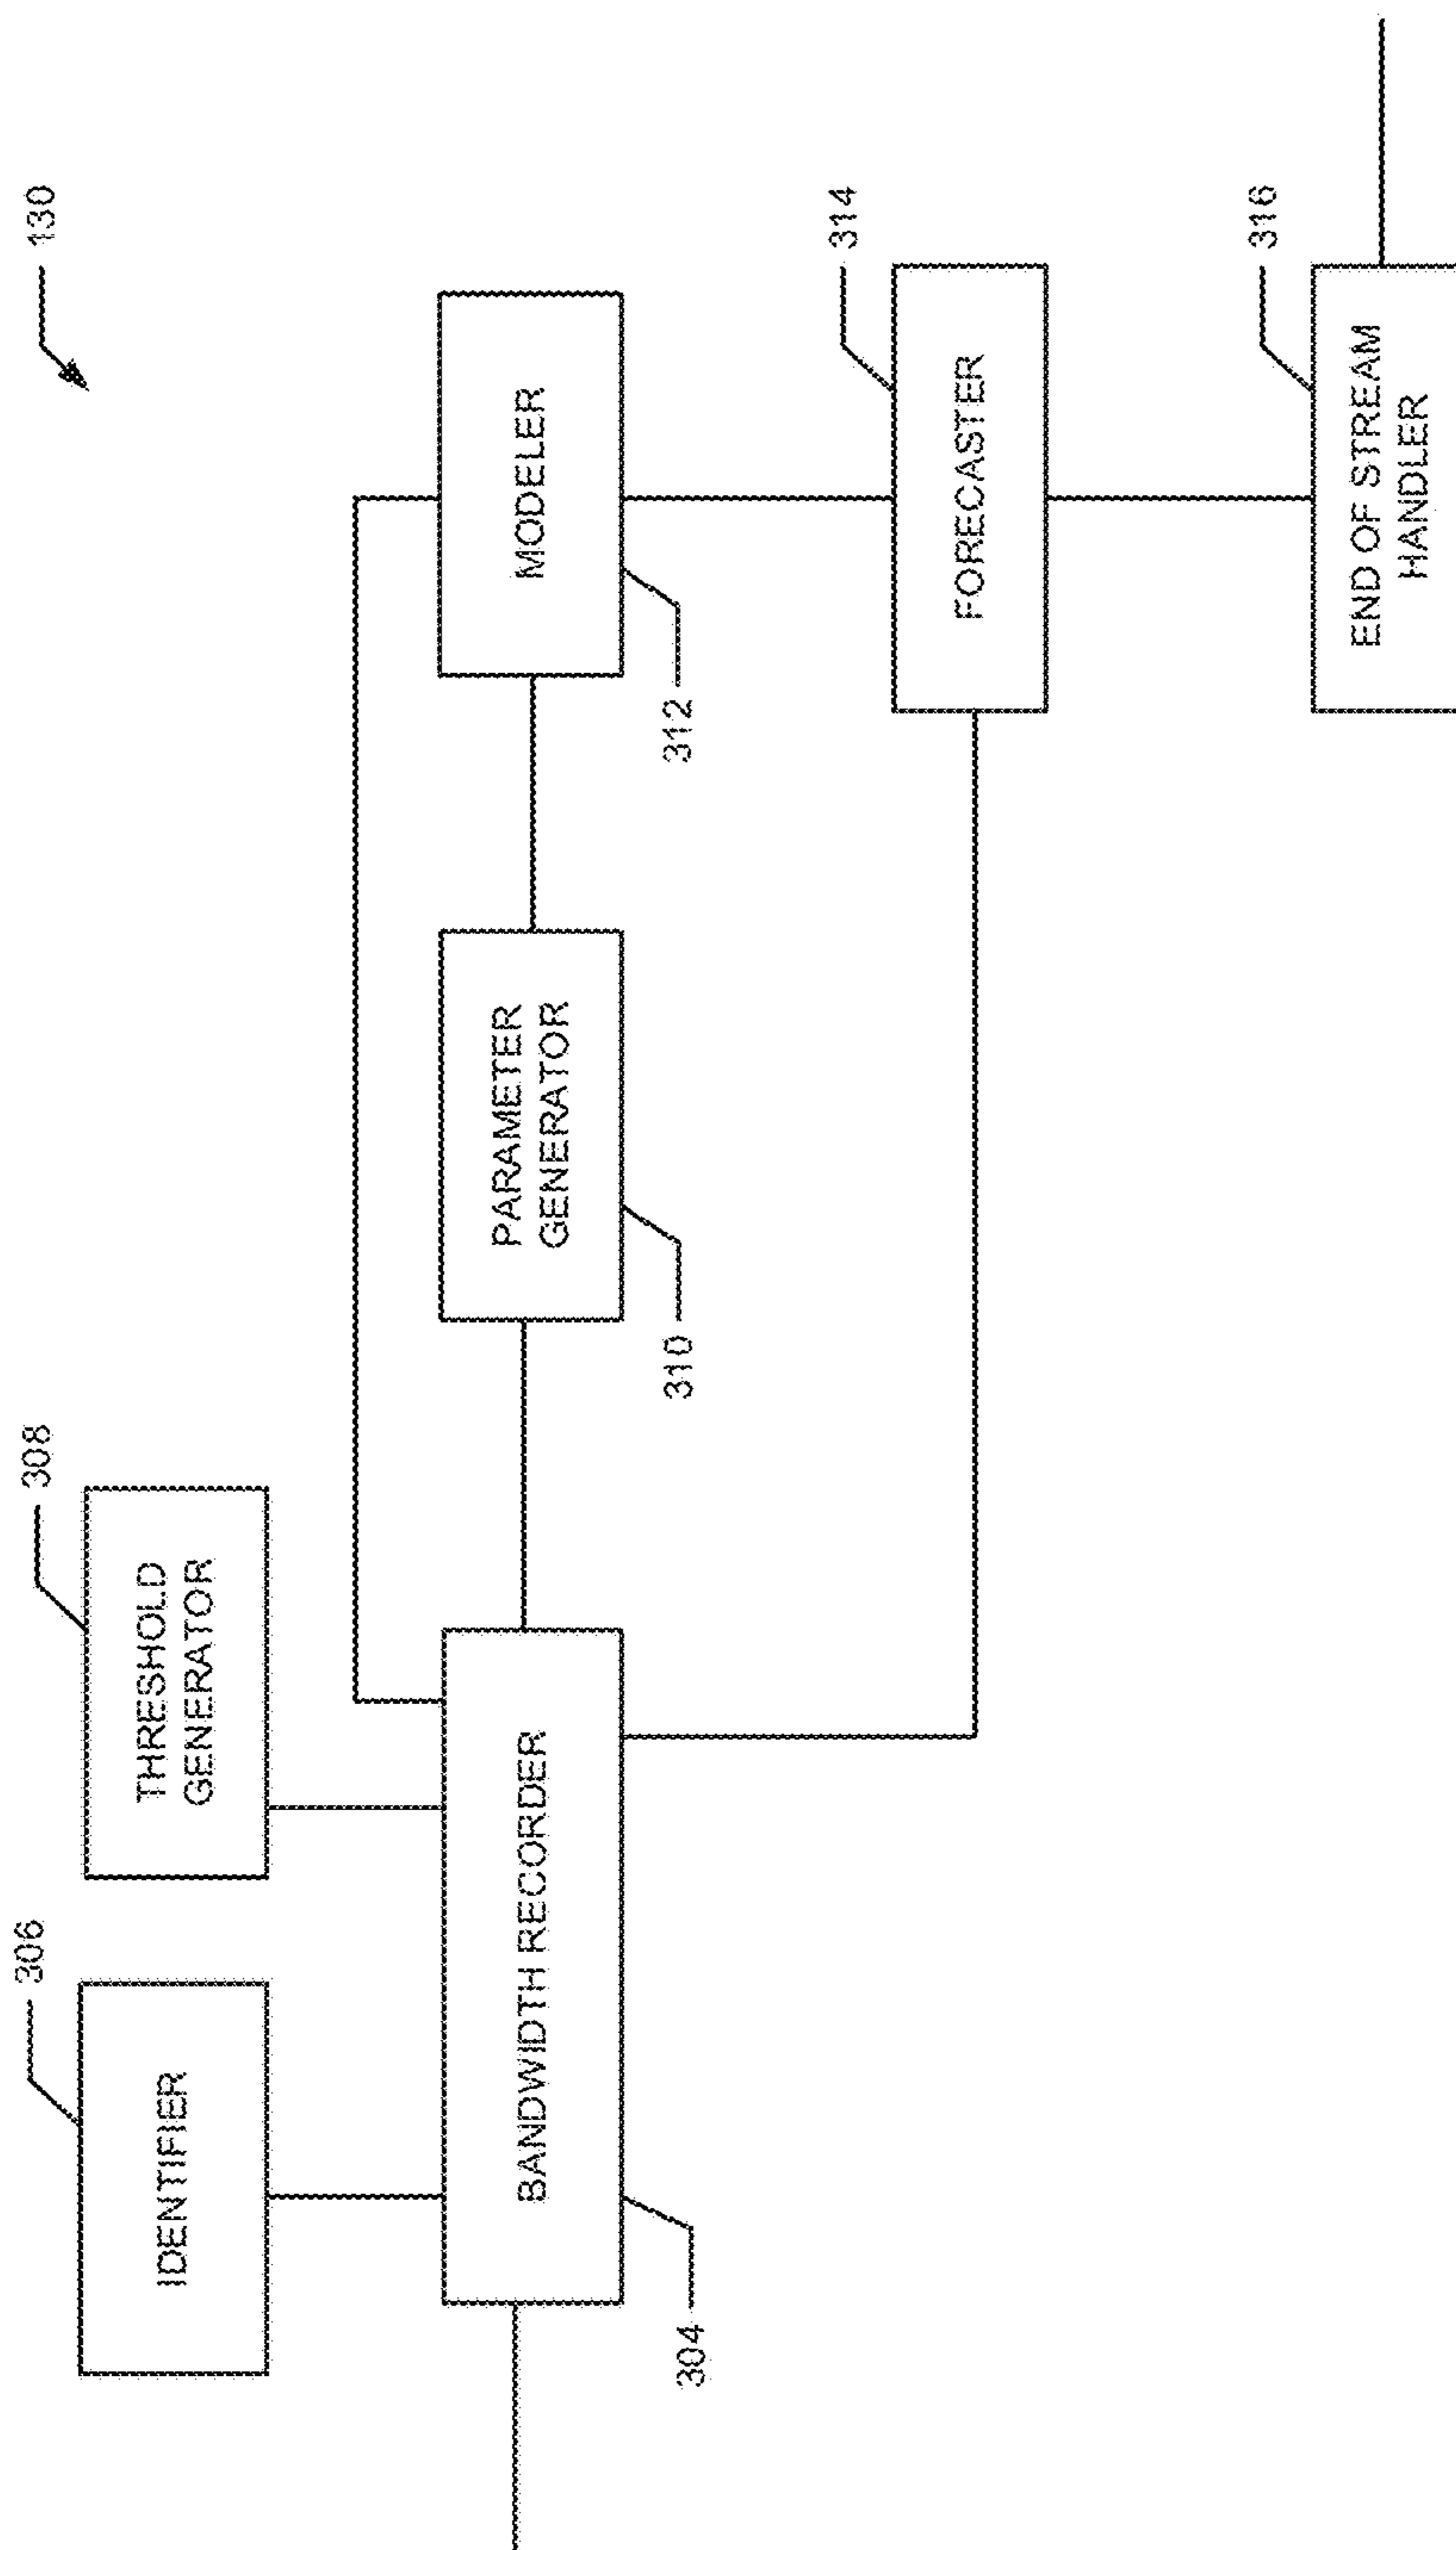 130
306
308
IDENTIFIER
THRESHOLD
GENERATOR
BANDWIDTH RECORDER
PARAMETER
GENERATOR
MODELER
304
310
312
314
FORECASTER
316
END OF STREAM
HANDLER